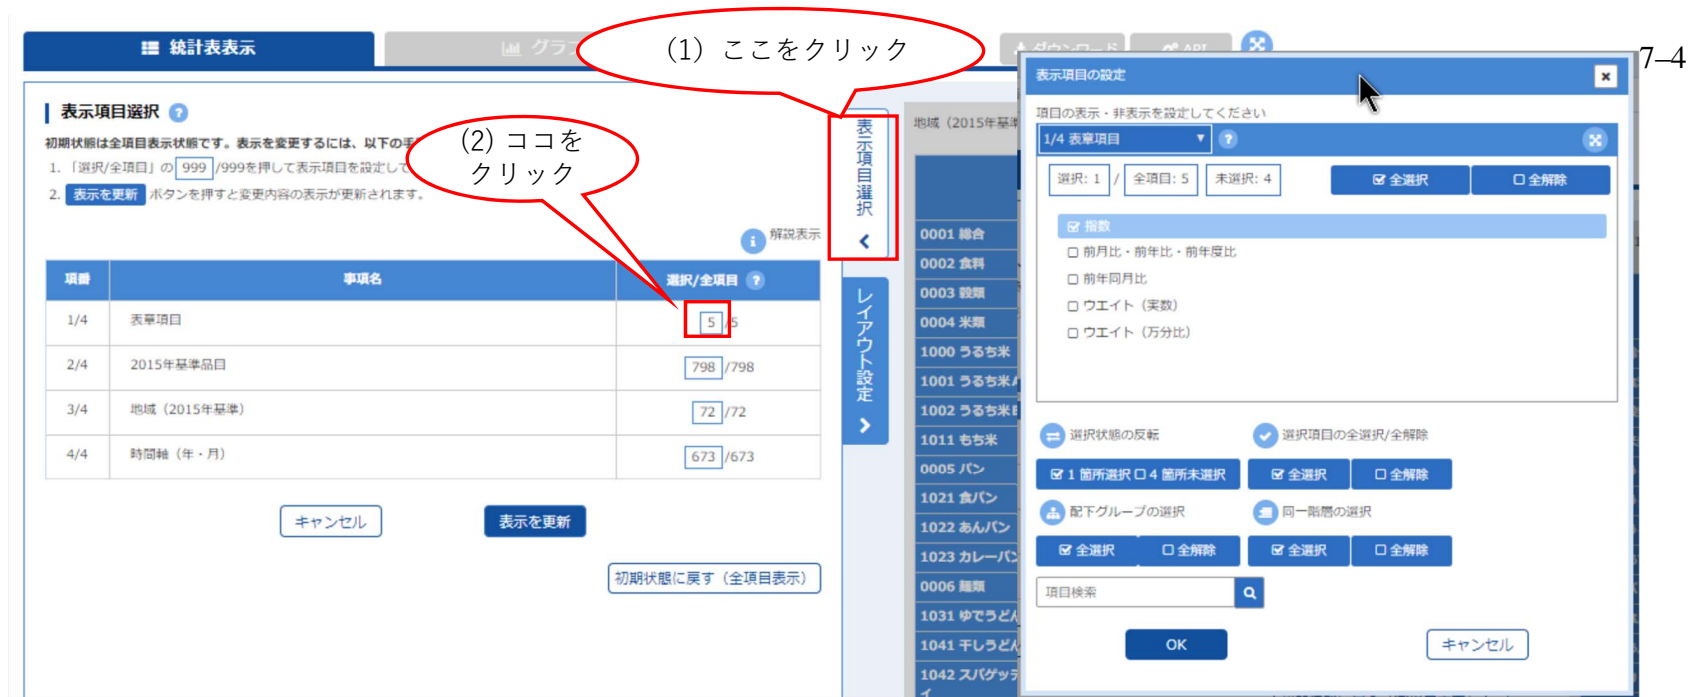 統計表表示
グラフ
(1) ここをクリック
ダウンロード
API
7–4
表示項目選択 ?
初期状態は全項目表示状態です。表示を変更するには、以下の手
1. 「選択/全項目」の 999 /999を押して表示項目を設定して
2. 表示を更新 ボタンを押すと変更内容の表示が更新されます。
(2) ココを
クリック
解説表示
項番 事項名 選択/全項目 ?
1/4 表章項目 5 /5
2/4 2015年基準品目 798 /798
3/4 地域(2015年基準) 72 /72
4/4 時間軸(年・月) 673 /673
キャンセル
表示を更新
初期状態に戻す(全項目表示)
表示項目選択
レイアウト設定
地域(2015年基準
0001 総合
0002 食料
0003 穀類
0004 米類
1000 うるち米
1001 うるち米A
1002 うるち米B
1011 もち米
0005 パン
1021 食パン
1022 あんパン
1023 カレーパン
0006 麺類
1031 ゆでうどん
1041 干しうどん
1042 スパゲッテ
ィ
表示項目の設定
項目の表示・非表示を設定してください
1/4 表章項目 ▼ ?
選択: 1 / 全項目: 5 未選択: 4 全選択 全解除
指数
前月比・前年比・前年度比
前年同月比
ウエイト(実数)
ウエイト(万分比)
選択状態の反転 選択項目の全選択/全解除
1 箇所選択 4 箇所未選択 全選択 全解除
配下グループの選択 同一階層の選択
全選択 全解除 全選択 全解除
項目検索
OK
キャンセル